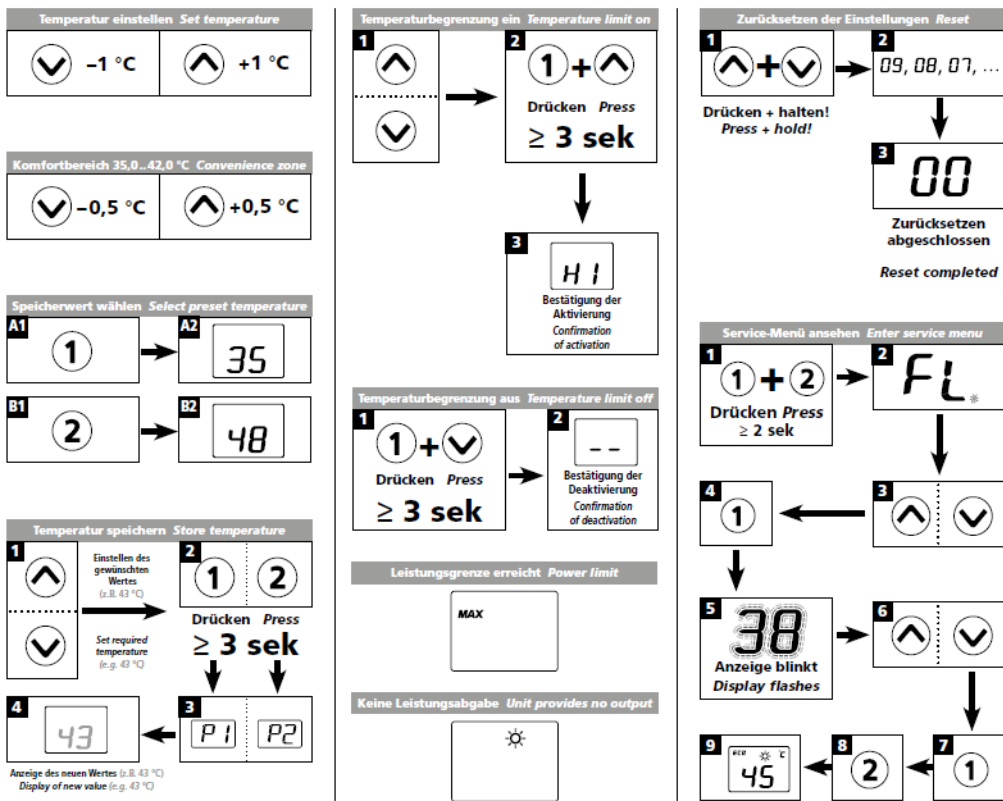 Temperatur einstellen Set temperature
–1 °C
+1 °C
Komfortbereich 35,0..42,0 °C Convenience zone
–0,5 °C
+0,5 °C
Speicherwert wählen Select preset temperature
A1
1
A2
35
B1
2
B2
48
Temperatur speichern Store temperature
1
Einstellen des
gewünschten
Wertes
(z.B. 43 °C)
Set required
temperature
(e.g. 43 °C)
2
1
2
Drücken Press
≥ 3 sek
4
43
3
P1
P2
Anzeige des neuen Wertes (z.B. 43 °C)
Display of new value (e.g. 43 °C)
Temperaturbegrenzung ein Temperature limit on
1
2
1 +
Drücken Press
≥ 3 sek
3
HI
Bestätigung der
Aktivierung
Confirmation
of activation
Temperaturbegrenzung aus Temperature limit off
1
1 +
Drücken Press
≥ 3 sek
2
– –
Bestätigung der
Deaktivierung
Confirmation
of deactivation
Leistungsgrenze erreicht Power limit
MAX
Keine Leistungsabgabe Unit provides no output
Zurücksetzen der Einstellungen Reset
1
+
Drücken + halten!
Press + hold!
2
09, 08, 07, ...
3
00
Zurücksetzen
abgeschlossen
Reset completed
Service-Menü ansehen Enter service menu
1
1 + 2
Drücken Press
≥ 2 sek
2
FL
4
1
3
5
38
Anzeige blinkt
Display flashes
6
9
eco °C
45
8
2
7
1